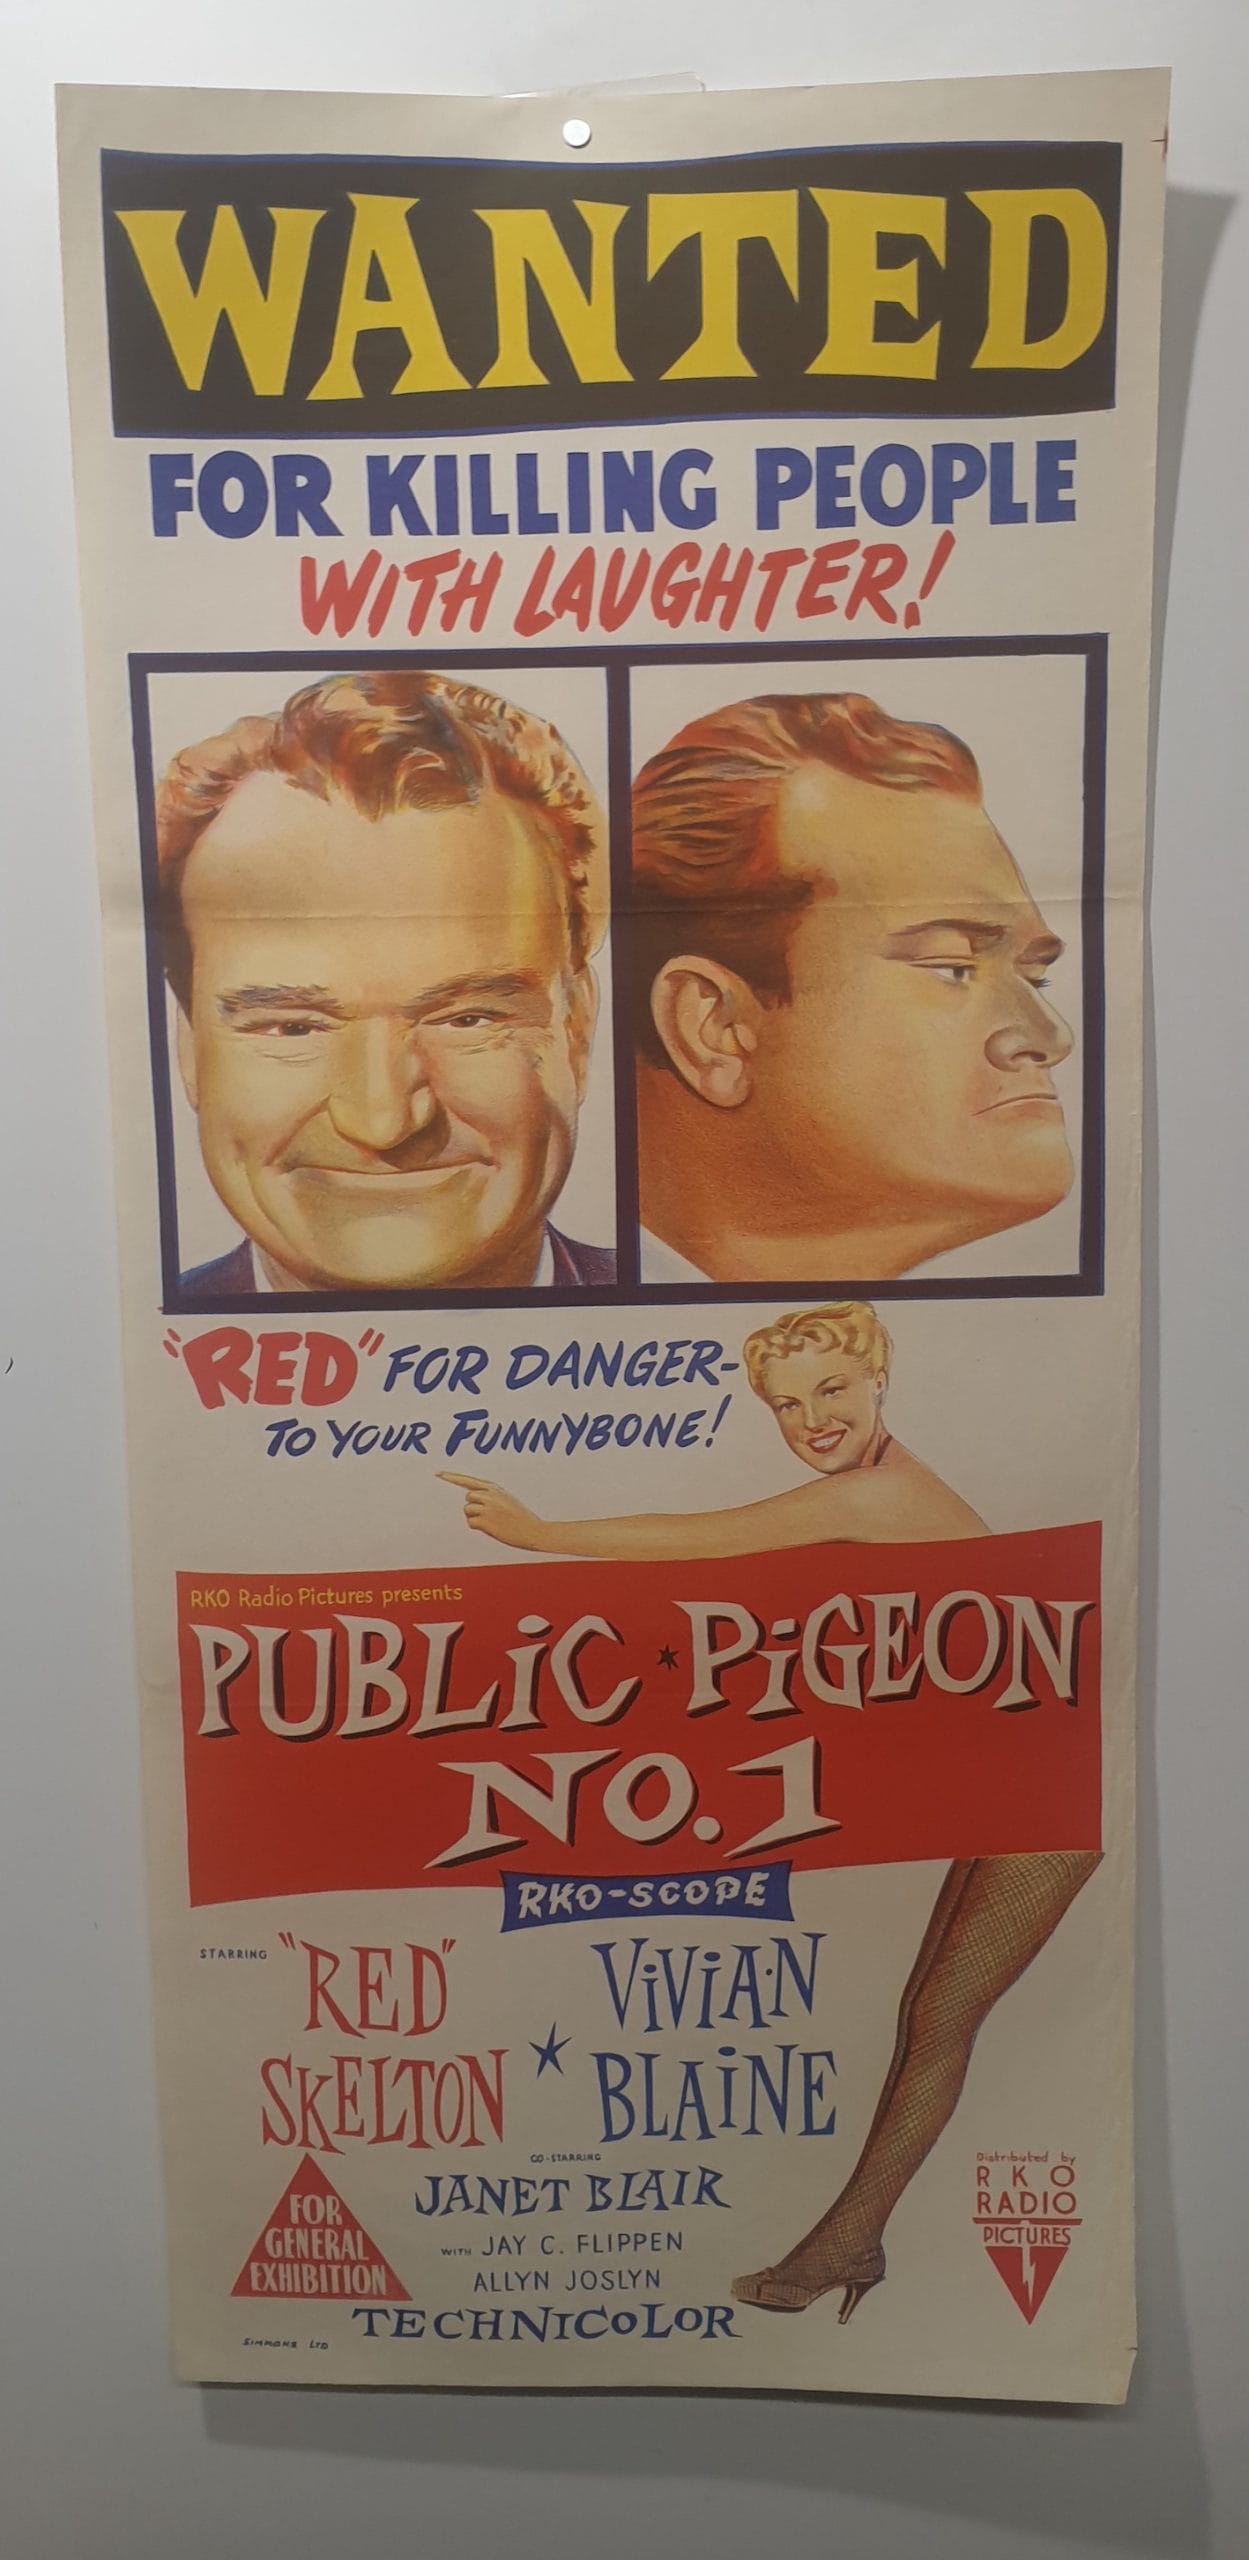 WANTED
FOR KILLING PEOPLE
WITH LAUGHTER!
"RED" FOR DANGER-
TO YOUR FUNNYBONE!
RKO Radio Pictures presents
PUBLiC * PiGEON
NO.1
RKO-SCOPE
STARRING "RED" SKELTON * ViViAN BLAiNE
CO-STARRING
JANET BLAIR
WITH JAY C. FLIPPEN
ALLYN JOSLYN
TECHNICOLOR
FOR
GENERAL
EXHIBITION
SIMMONS LTD
Distributed by
RKO
RADIO
PICTURES